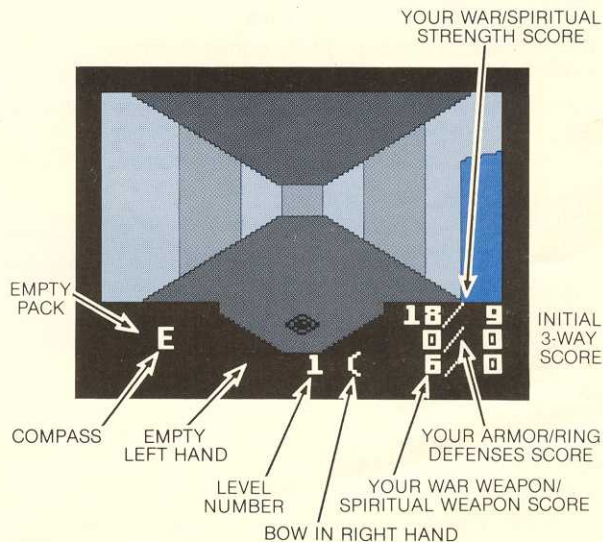 YOUR WAR/SPIRITUAL
STRENGTH SCORE
EMPTY
PACK
18 9
E
0 0
INITIAL
3-WAY
SCORE
1 6 0
COMPASS
EMPTY
LEFT HAND
YOUR ARMOR/RING
DEFENSES SCORE
LEVEL
NUMBER
YOUR WAR WEAPON/
SPIRITUAL WEAPON SCORE
BOW IN RIGHT HAND